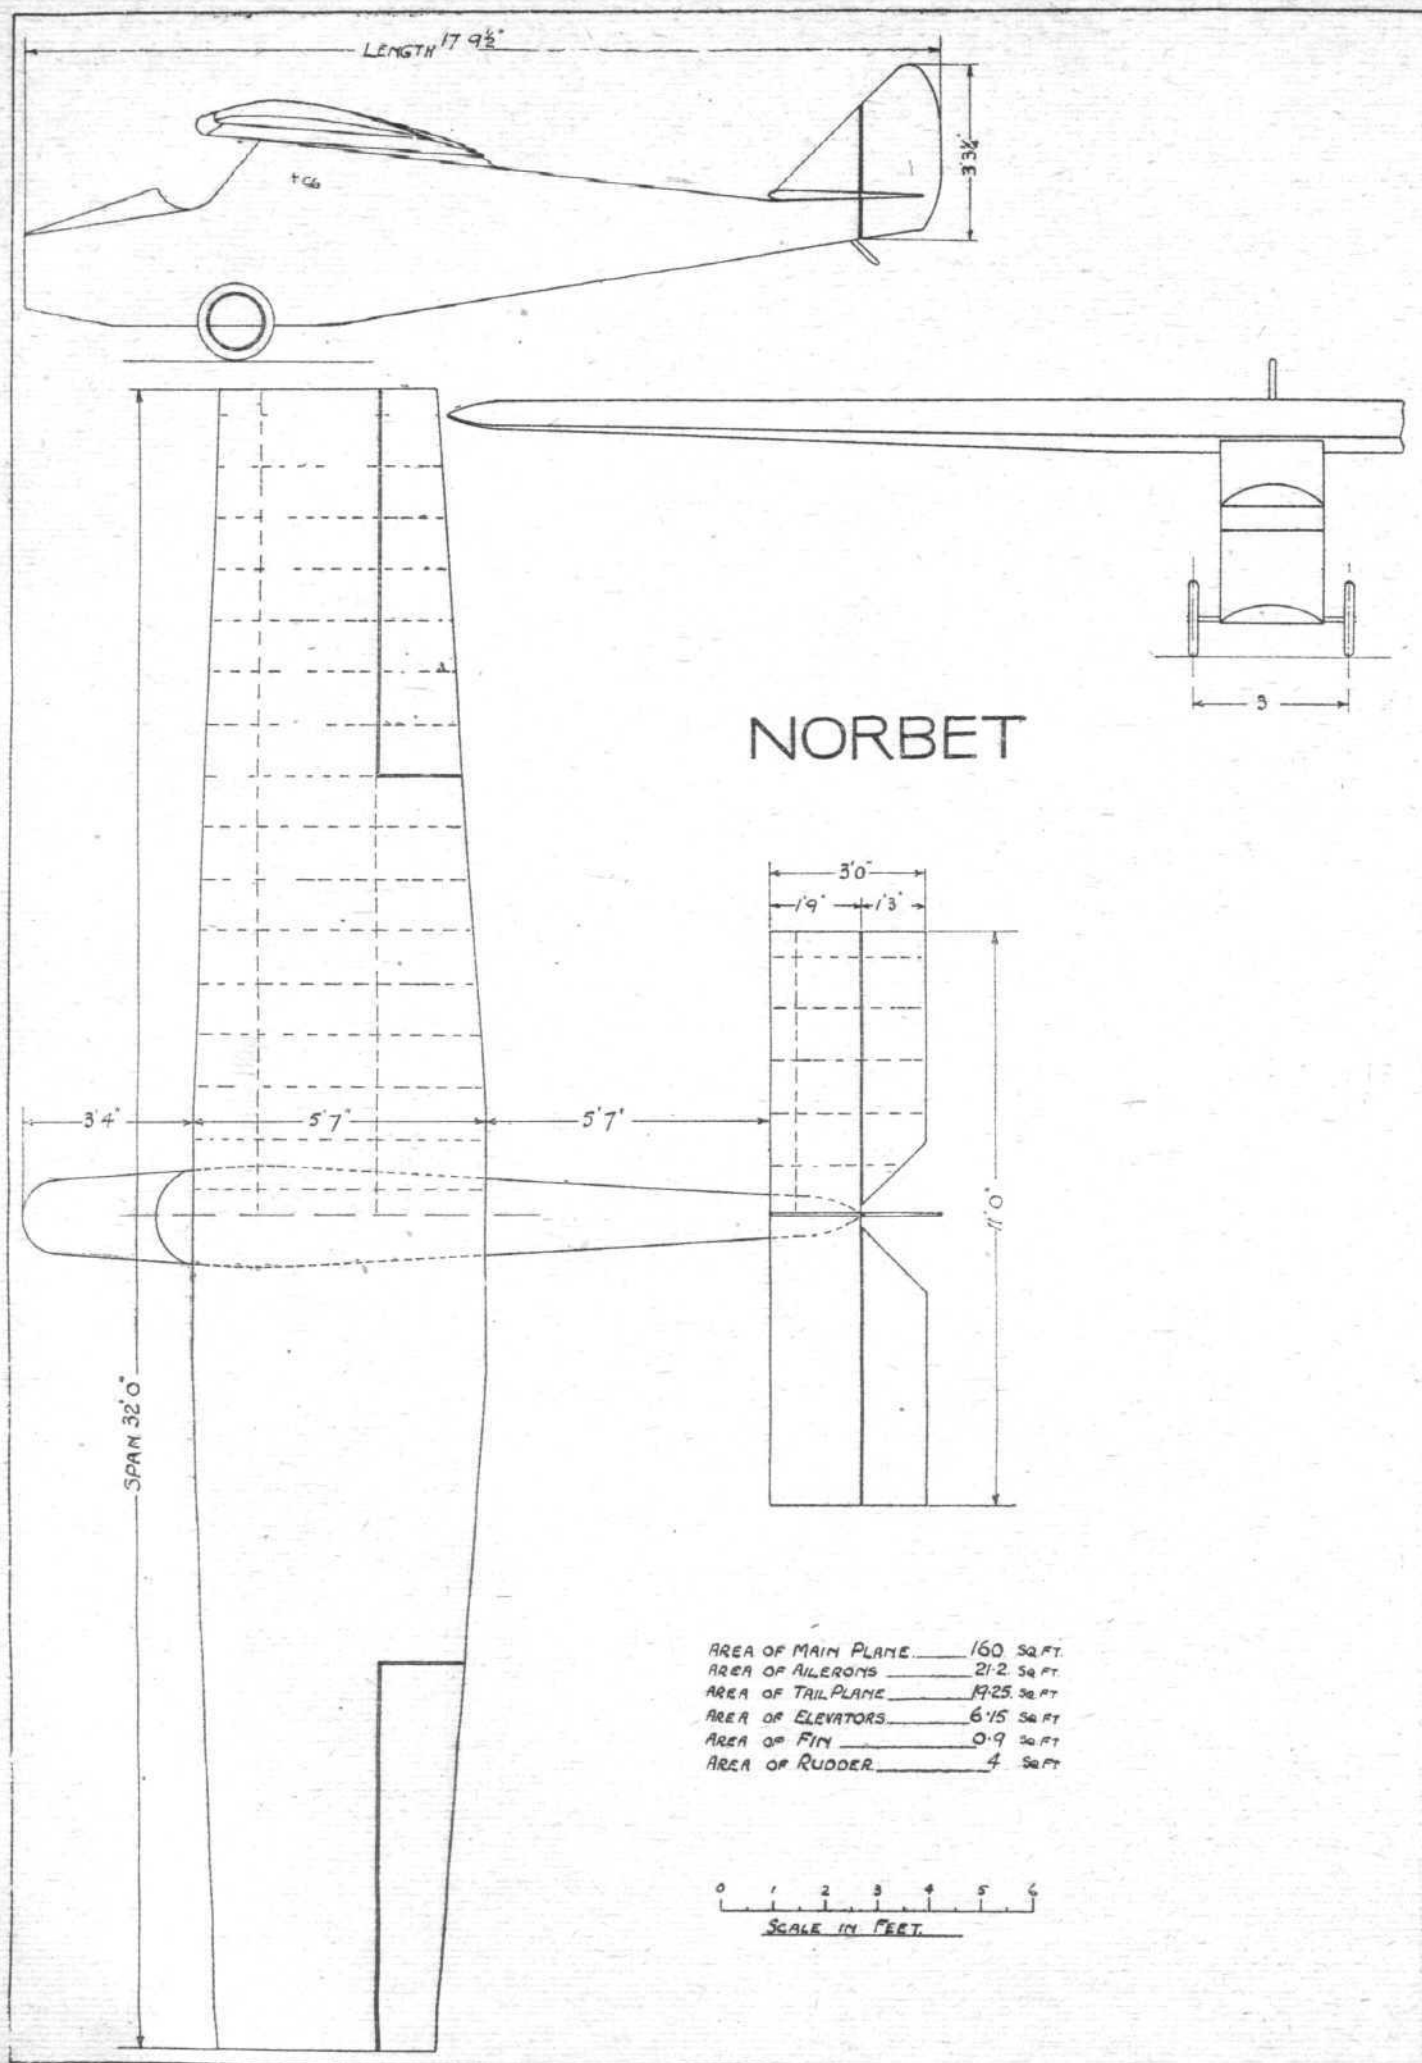 LENGTH 17 9½"
+ CG
3'3¼"
3
NORBET
3'0"
1'9" 1'3"
3'4" 5'7" 5'7"
11'0"
SPAN 32'0"
AREA OF MAIN PLANE 160 SQ FT.
AREA OF AILERONS 21·2 SQ FT.
AREA OF TAIL PLANE 19·25 SQ FT
AREA OF ELEVATORS 6·15 SQ FT
AREA OF FIN 0·9 SQ FT
AREA OF RUDDER 4 SQ FT
0 1 2 3 4 5 6
SCALE IN FEET.